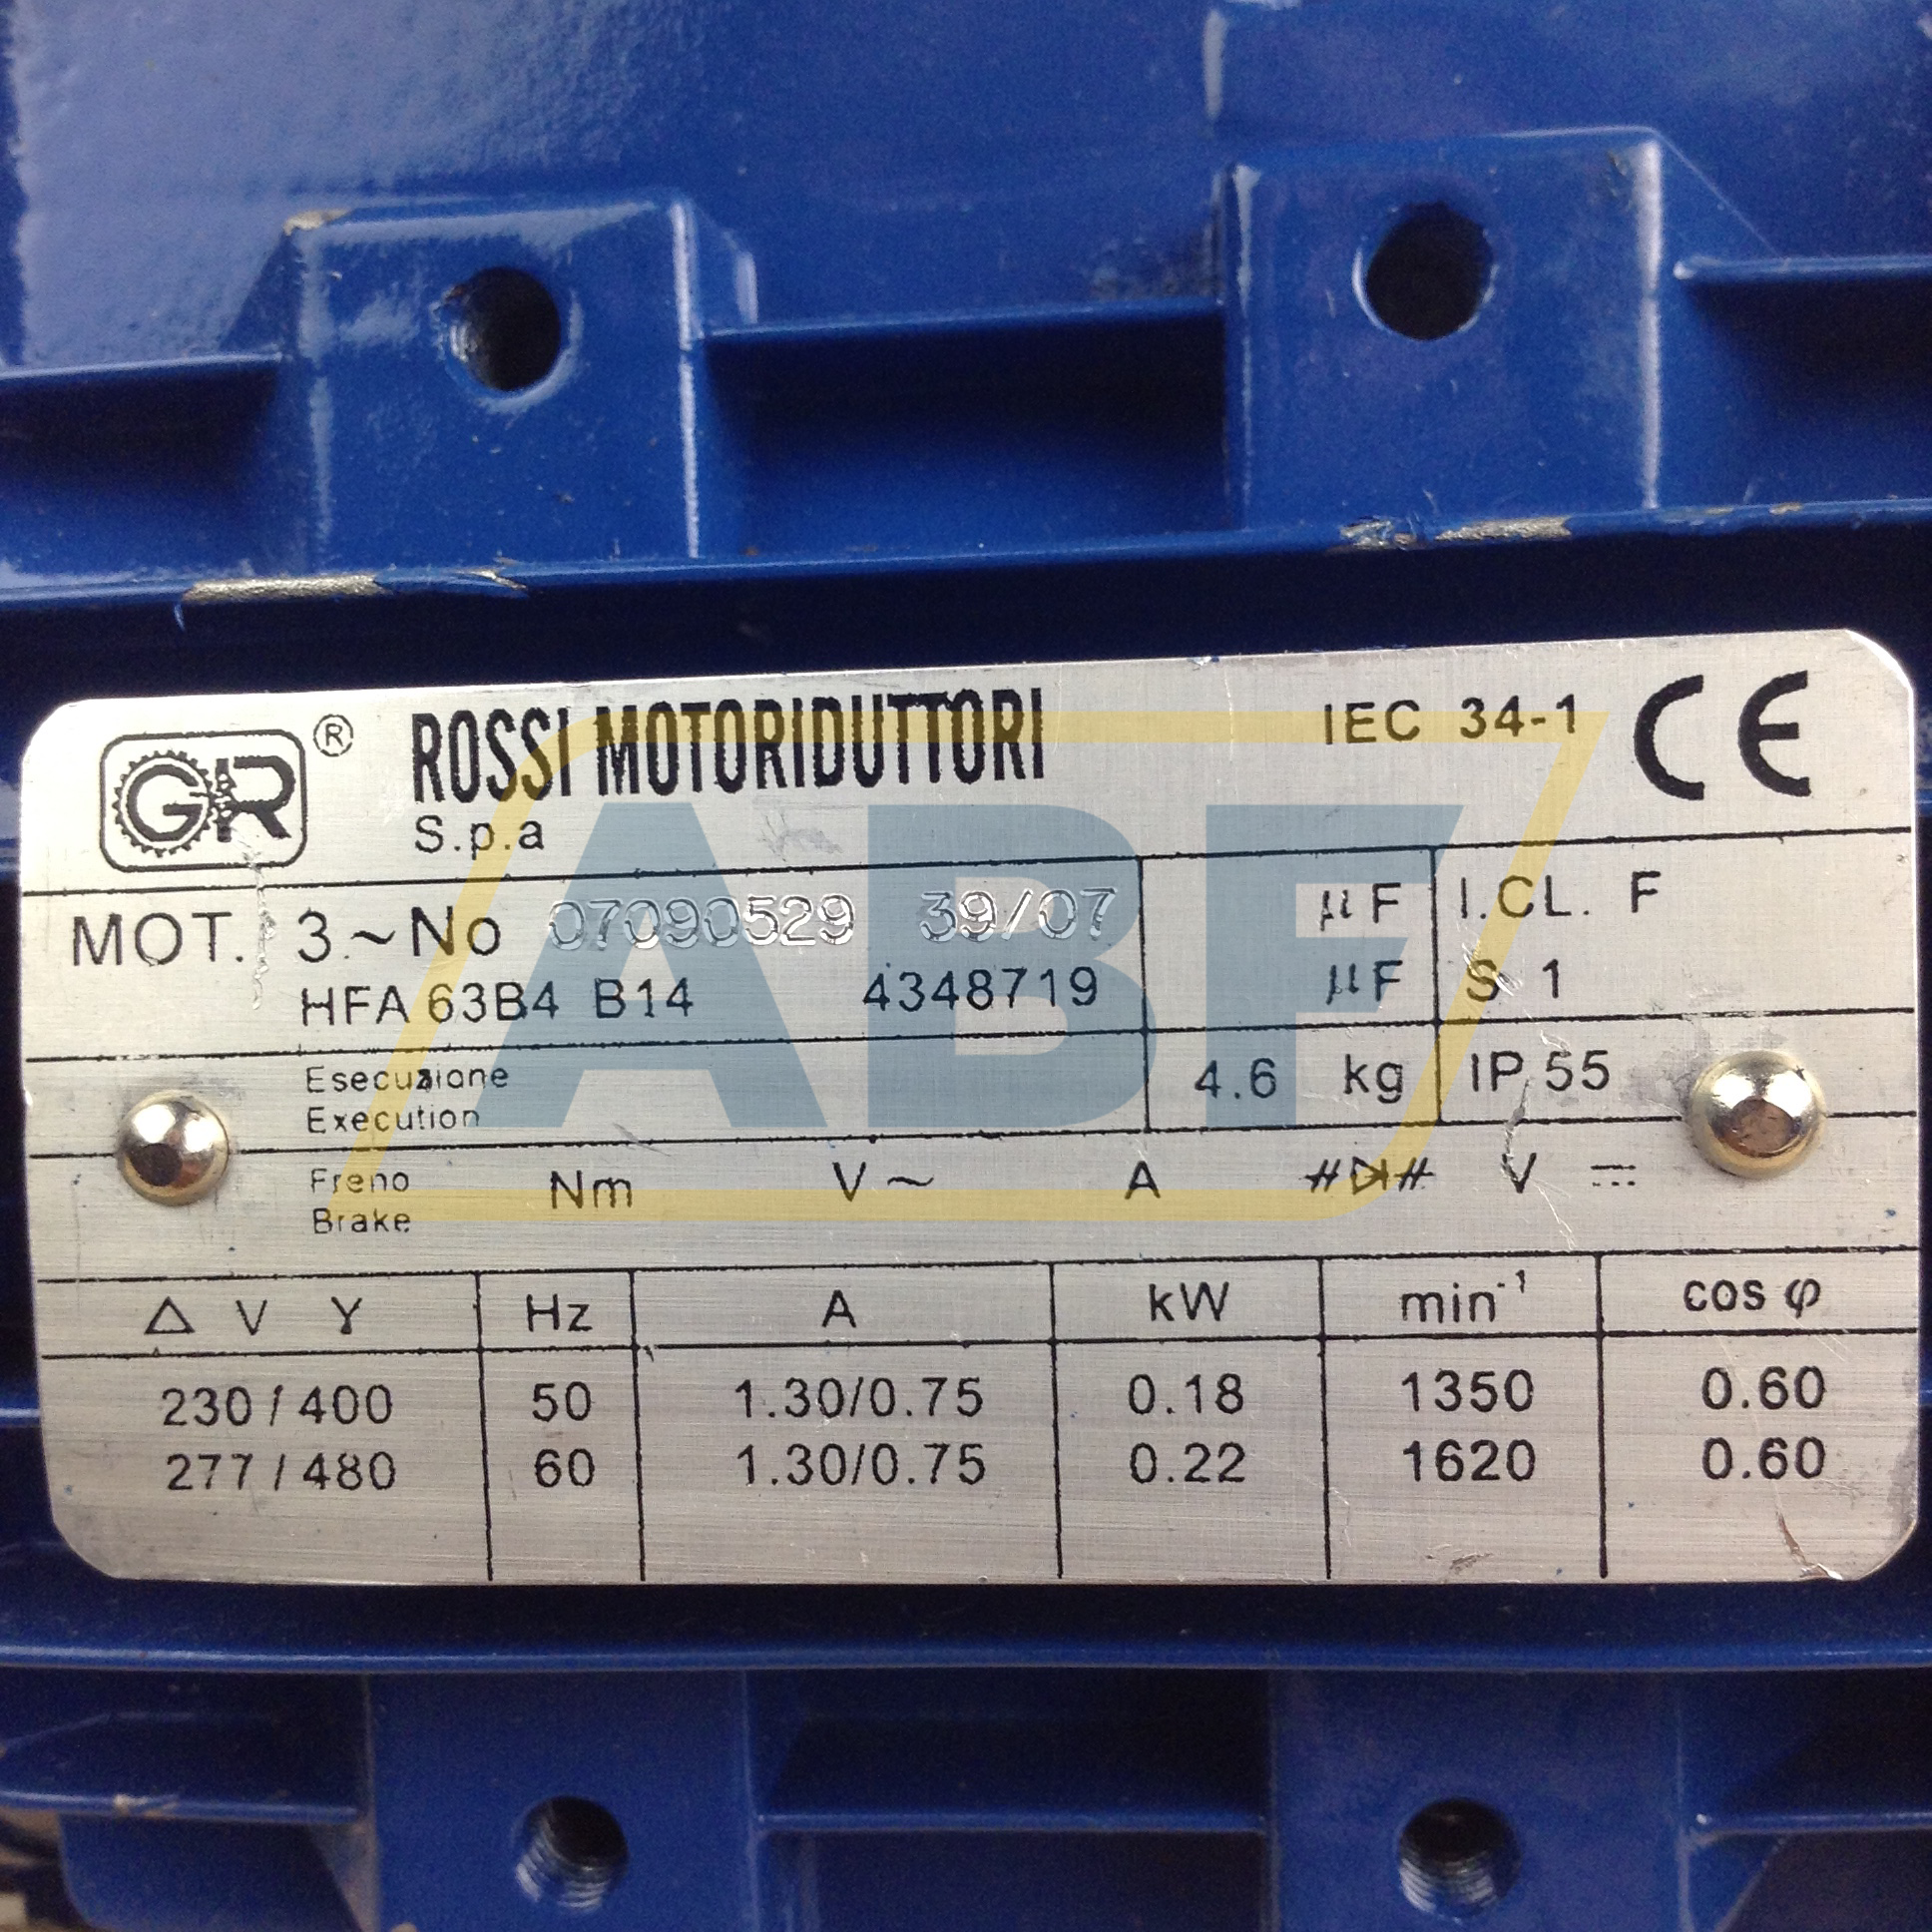 GR ® ROSSI MOTORIDUTTORI IEC 34-1 CE
S.p.a
MOT. 3 ~ No 07090529 39/07 µF I.CL. F
HFA 63B4 B14 4348719 µF S 1
Esecuzione 4.6 kg IP 55
Execution
Freno Nm V ~ A V ⎓
Brake
Δ V Y Hz A kW min⁻¹ cos φ
230 / 400 50 1.30/0.75 0.18 1350 0.60
277 / 480 60 1.30/0.75 0.22 1620 0.60
ABF